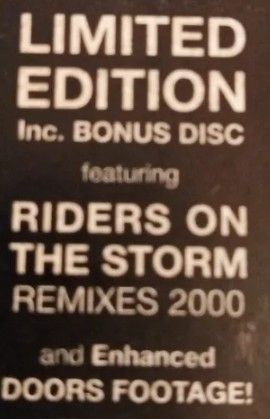 LIMITED
EDITION
Inc. BONUS DISC
featuring
RIDERS ON
THE STORM
REMIXES 2000
and Enhanced
DOORS FOOTAGE!